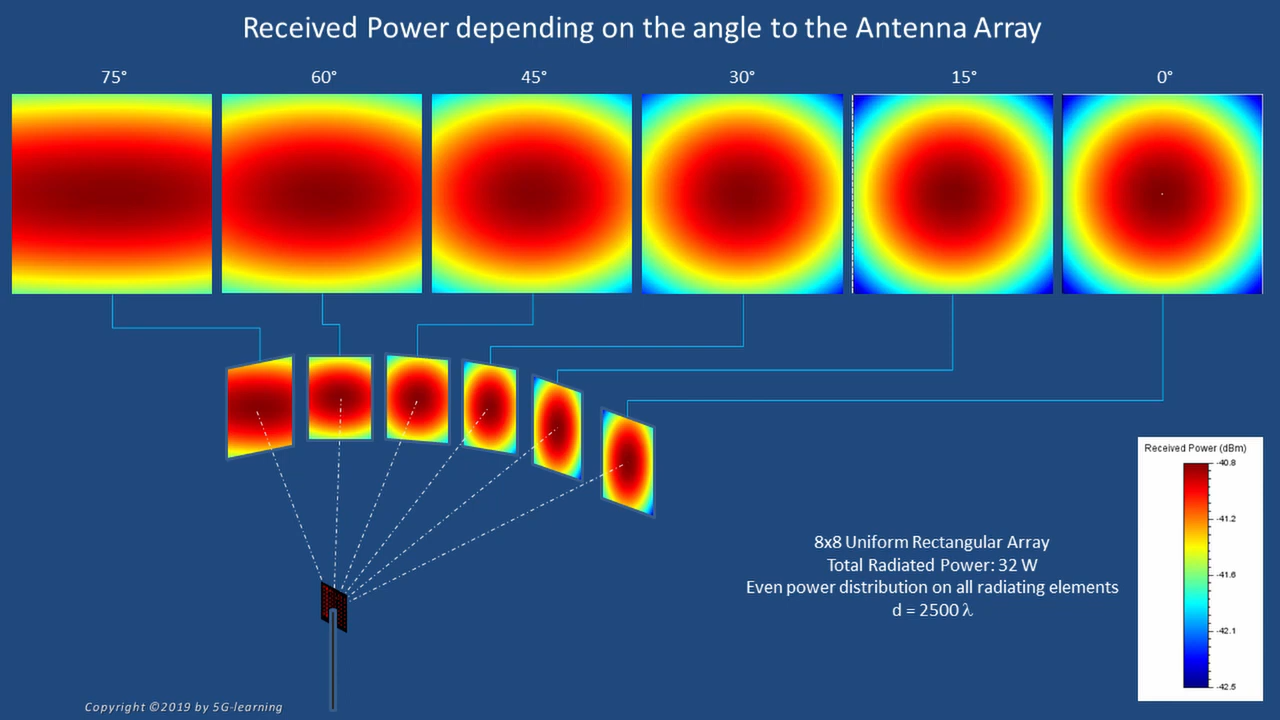 Received Power depending on the angle to the Antenna Array
75° 60° 45° 30° 15° 0°
Received Power (dBm)
-40.8
-41.2
-41.6
-42.1
-42.5
8x8 Uniform Rectangular Array
Total Radiated Power: 32 W
Even power distribution on all radiating elements
d = 2500 λ
Copyright ©2019 by 5G-learning